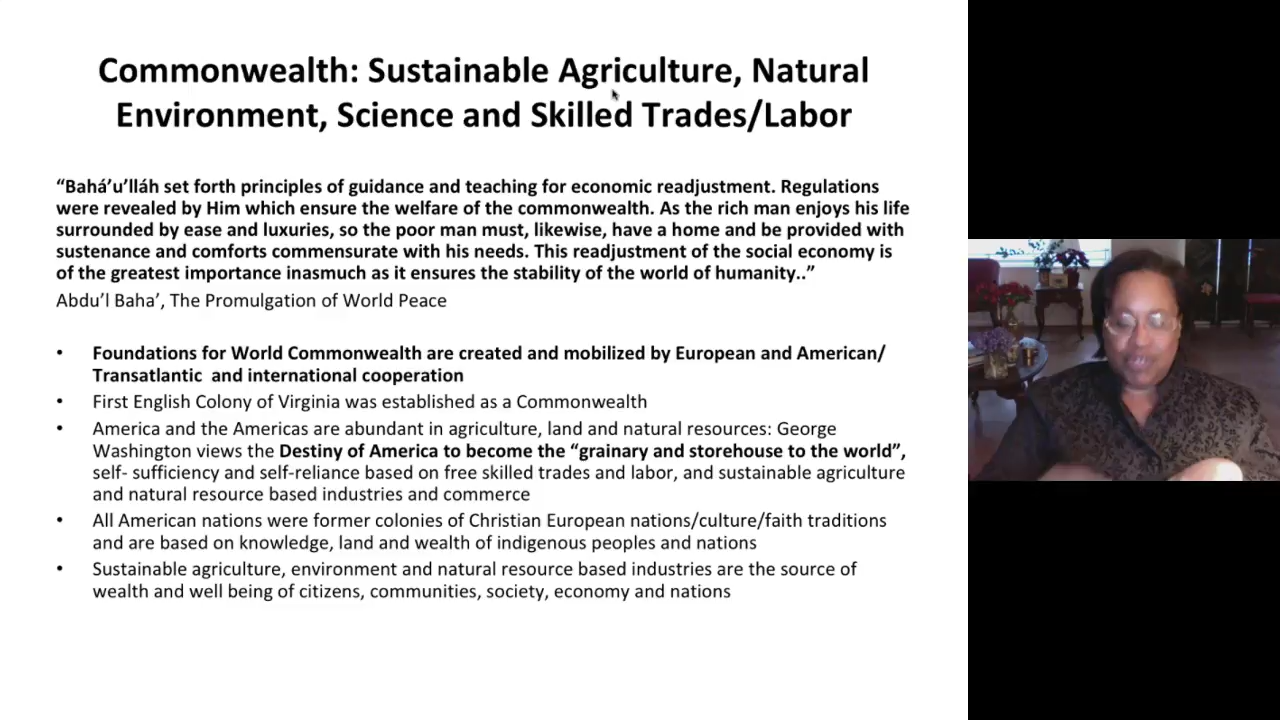 Commonwealth: Sustainable Agriculture, Natural
Environment, Science and Skilled Trades/Labor
“Bahá’u’lláh set forth principles of guidance and teaching for economic readjustment. Regulations
were revealed by Him which ensure the welfare of the commonwealth. As the rich man enjoys his life
surrounded by ease and luxuries, so the poor man must, likewise, have a home and be provided with
sustenance and comforts commensurate with his needs. This readjustment of the social economy is
of the greatest importance inasmuch as it ensures the stability of the world of humanity..”
Abdu’l Baha’, The Promulgation of World Peace
• Foundations for World Commonwealth are created and mobilized by European and American/
Transatlantic and international cooperation
• First English Colony of Virginia was established as a Commonwealth
• America and the Americas are abundant in agriculture, land and natural resources: George
Washington views the Destiny of America to become the “grainary and storehouse to the world”,
self- sufficiency and self-reliance based on free skilled trades and labor, and sustainable agriculture
and natural resource based industries and commerce
• All American nations were former colonies of Christian European nations/culture/faith traditions
and are based on knowledge, land and wealth of indigenous peoples and nations
• Sustainable agriculture, environment and natural resource based industries are the source of
wealth and well being of citizens, communities, society, economy and nations